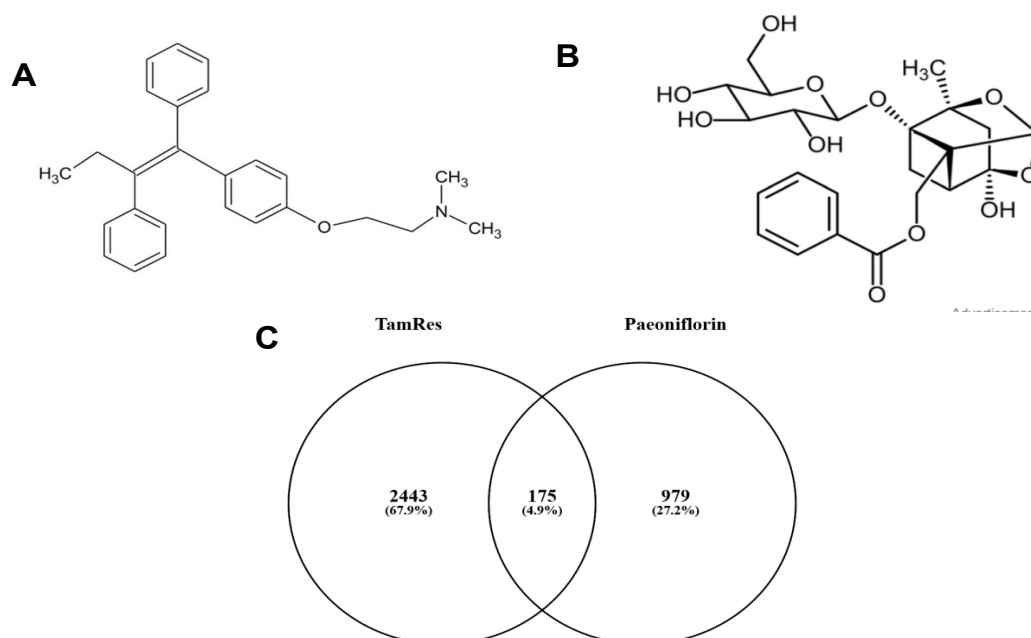 A
H₃C
O
N
CH₃
CH₃
B
OH
HO
HO
O
OH
O
H₃C
O
O
OH
O
O
C
TamRes
Paeoniflorin
2443
(67.9%)
175
(4.9%)
979
(27.2%)